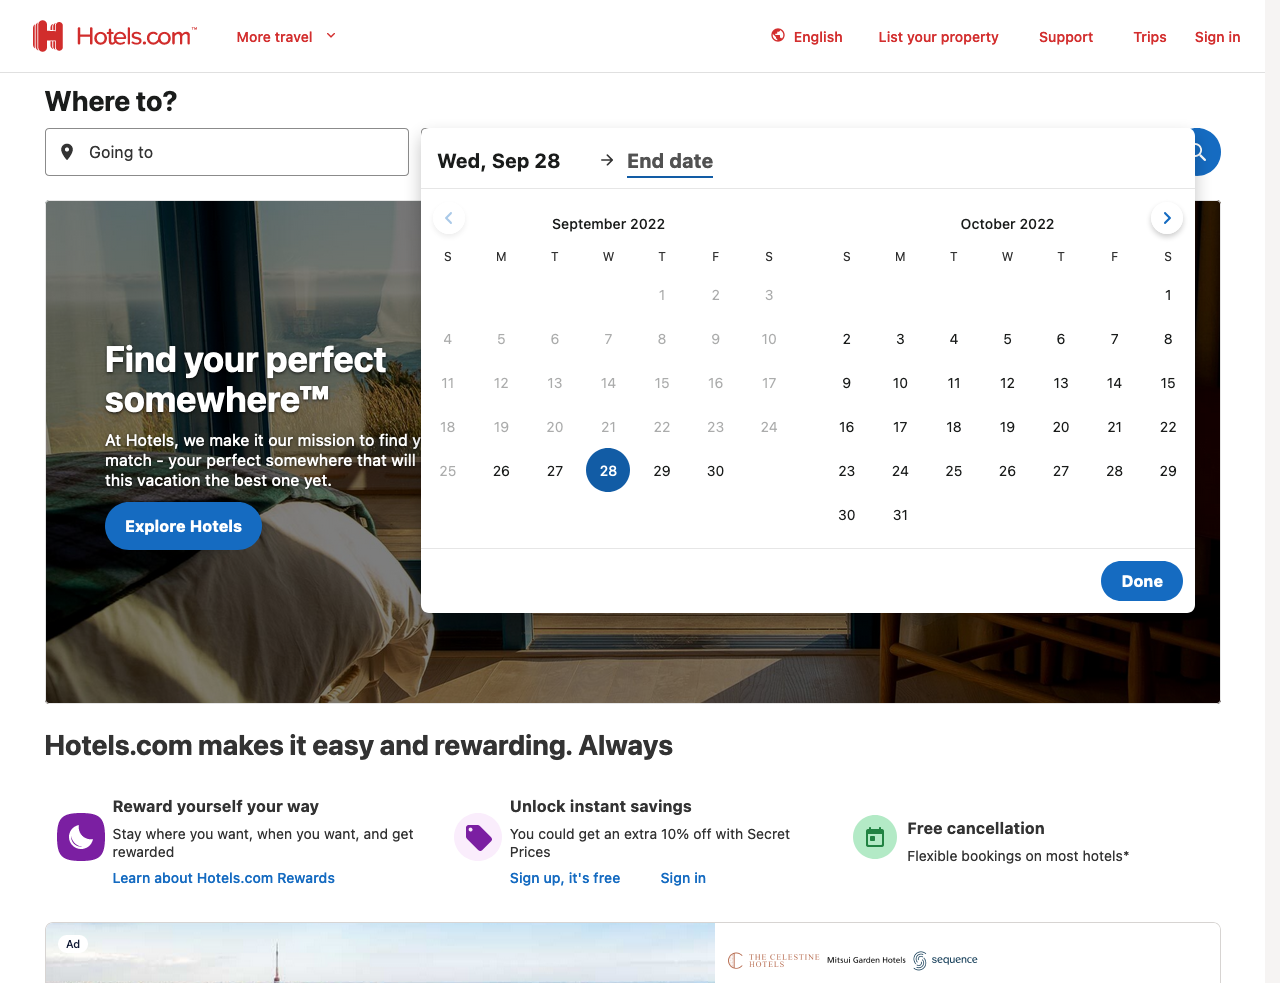 Hotels.com™
More travel
English
List your property
Support
Trips
Sign in
Where to?
Going to
Wed, Sep 28
End date
September 2022
S M T W T F S
1 2 3
4 5 6 7 8 9 10
11 12 13 14 15 16 17
18 19 20 21 22 23 24
25 26 27 28 29 30
October 2022
S M T W T F S
1
2 3 4 5 6 7 8
9 10 11 12 13 14 15
16 17 18 19 20 21 22
23 24 25 26 27 28 29
30 31
Done
Find your perfect
somewhere™
At Hotels, we make it our mission to find y
match - your perfect somewhere that will
this vacation the best one yet.
Explore Hotels
Hotels.com makes it easy and rewarding. Always
Reward yourself your way
Stay where you want, when you want, and get
rewarded
Learn about Hotels.com Rewards
Unlock instant savings
You could get an extra 10% off with Secret
Prices
Sign up, it's free
Sign in
Free cancellation
Flexible bookings on most hotels*
Ad
THE CELESTINE
HOTELS
Mitsui Garden Hotels
sequence